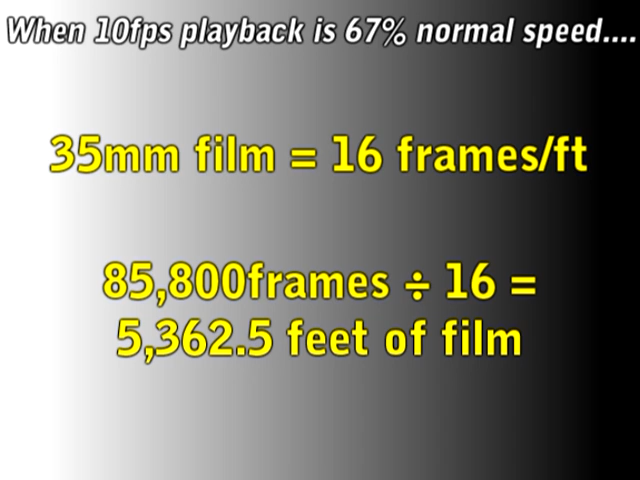 When 10fps playback is 67% normal speed....
35mm film = 16 frames/ft
85,800frames ÷ 16 =
5,362.5 feet of film